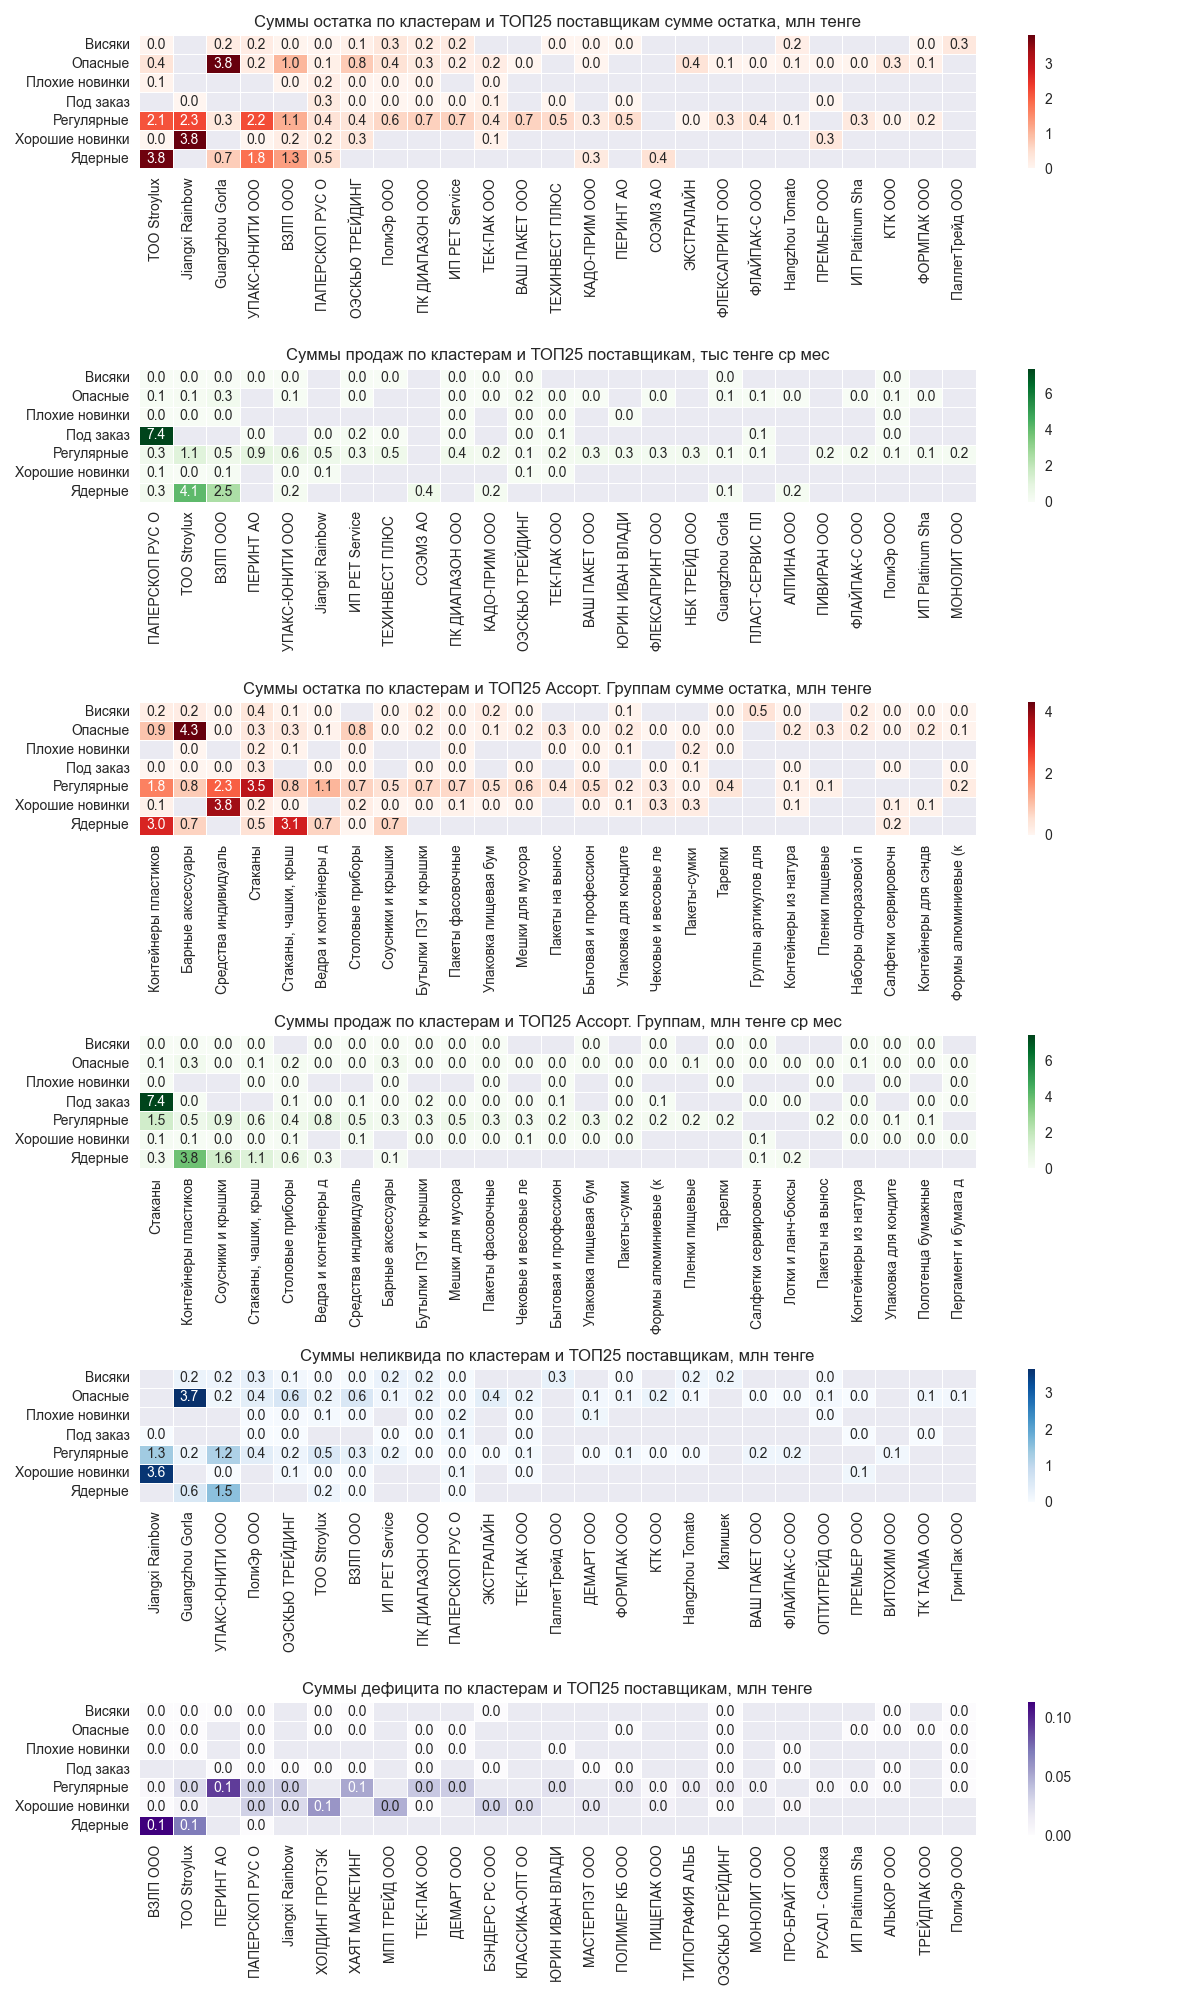 Суммы остатка по кластерам и ТОП25 поставщикам сумме остатка, млн тенге
Висяки 0.0 0.2 0.2 0.0 0.0 0.1 0.3 0.2 0.2 0.0 0.0 0.0 0.2 0.0 0.3
Опасные 0.4 3.8 0.2 1.0 0.1 0.8 0.4 0.3 0.2 0.2 0.0 0.0 0.4 0.1 0.0 0.1 0.0 0.0 0.3 0.1
Плохие новинки 0.1 0.0 0.2 0.0 0.0 0.0 0.0
Под заказ 0.0 0.3 0.0 0.0 0.0 0.0 0.1 0.0 0.0 0.0
Регулярные 2.1 2.3 0.3 2.2 1.1 0.4 0.4 0.6 0.7 0.7 0.4 0.7 0.5 0.3 0.5 0.0 0.3 0.4 0.1 0.3 0.0 0.2
Хорошие новинки 0.0 3.8 0.0 0.2 0.2 0.3 0.1 0.3
Ядерные 3.8 0.7 1.8 1.3 0.5 0.3 0.4
3
2
1
0
ТОО Stroylux
Jiangxi Rainbow
Guangzhou Gorla
УПАКС-ЮНИТИ ООО
ВЗЛП ООО
ПАПЕРСКОП РУС О
ОЭСКЬЮ ТРЕЙДИНГ
ПолиЭр ООО
ПК ДИАПАЗОН ООО
ИП РЕТ Service
ТЕК-ПАК ООО
ВАШ ПАКЕТ ООО
ТЕХИНВЕСТ ПЛЮС
КАДО-ПРИМ ООО
ПЕРИНТ АО
СОЭМЗ АО
ЭКСТРАЛАЙН
ФЛЕКСАПРИНТ ООО
ФЛАЙПАК-С ООО
Hangzhou Tomato
ПРЕМЬЕР ООО
ИП Platinum Sha
КТК ООО
ФОРМПАК ООО
ПаллетТрейд ООО
Суммы продаж по кластерам и ТОП25 поставщикам, тыс тенге ср мес
Висяки 0.0 0.0 0.0 0.0 0.0 0.0 0.0 0.0 0.0 0.0 0.0 0.0
Опасные 0.1 0.1 0.3 0.1 0.0 0.0 0.0 0.2 0.0 0.0 0.0 0.1 0.1 0.0 0.0 0.1 0.0
Плохие новинки 0.0 0.0 0.0 0.0 0.0 0.0 0.0 0.0
Под заказ 7.4 0.0 0.0 0.2 0.0 0.0 0.0 0.1 0.1 0.0
Регулярные 0.3 1.1 0.5 0.9 0.6 0.5 0.3 0.5 0.4 0.2 0.1 0.2 0.3 0.3 0.3 0.3 0.1 0.1 0.2 0.2 0.1 0.1 0.2
Хорошие новинки 0.1 0.0 0.1 0.0 0.1 0.1 0.0
Ядерные 0.3 4.1 2.5 0.2 0.4 0.2 0.1 0.2
6
4
2
0
ПАПЕРСКОП РУС О
ТОО Stroylux
ВЗЛП ООО
ПЕРИНТ АО
УПАКС-ЮНИТИ ООО
Jiangxi Rainbow
ИП РЕТ Service
ТЕХИНВЕСТ ПЛЮС
СОЭМЗ АО
ПК ДИАПАЗОН ООО
КАДО-ПРИМ ООО
ОЭСКЬЮ ТРЕЙДИНГ
ТЕК-ПАК ООО
ВАШ ПАКЕТ ООО
ЮРИН ИВАН ВЛАДИ
ФЛЕКСАПРИНТ ООО
НБК ТРЕЙД ООО
Guangzhou Gorla
ПЛАСТ-СЕРВИС ПЛ
АЛПИНА ООО
ПИВИРАН ООО
ФЛАЙПАК-С ООО
ПолиЭр ООО
ИП Platinum Sha
МОНОЛИТ ООО
Суммы остатка по кластерам и ТОП25 Ассорт. Группам сумме остатка, млн тенге
Висяки 0.2 0.2 0.0 0.4 0.1 0.0 0.0 0.2 0.0 0.2 0.0 0.1 0.0 0.5 0.0 0.2 0.0 0.0 0.0
Опасные 0.9 4.3 0.0 0.3 0.3 0.1 0.8 0.0 0.2 0.0 0.1 0.2 0.3 0.0 0.2 0.0 0.0 0.0 0.2 0.3 0.2 0.0 0.2 0.1
Плохие новинки 0.0 0.2 0.1 0.0 0.0 0.0 0.0 0.1 0.2 0.0
Под заказ 0.0 0.0 0.0 0.3 0.0 0.0 0.0 0.0 0.0 0.0 0.0 0.1 0.0 0.0 0.0
Регулярные 1.8 0.8 2.3 3.5 0.8 1.1 0.7 0.5 0.7 0.7 0.5 0.6 0.4 0.5 0.2 0.3 0.0 0.4 0.1 0.1 0.2
Хорошие новинки 0.1 3.8 0.2 0.0 0.2 0.0 0.0 0.1 0.0 0.0 0.0 0.1 0.3 0.3 0.1 0.1 0.1
Ядерные 3.0 0.7 0.5 3.1 0.7 0.0 0.7 0.2
4
2
0
Контейнеры пластиков
Барные аксессуары
Средства индивидуаль
Стаканы
Стаканы, чашки, крыш
Ведра и контейнеры д
Столовые приборы
Соусники и крышки
Бутылки ПЭТ и крышки
Пакеты фасовочные
Упаковка пищевая бум
Мешки для мусора
Пакеты на вынос
Бытовая и профессион
Упаковка для кондите
Чековые и весовые ле
Пакеты-сумки
Тарелки
Группы артикулов для
Контейнеры из натура
Пленки пищевые
Наборы одноразовой п
Салфетки сервировочн
Контейнеры для сэндв
Формы алюминиевые (к
Суммы продаж по кластерам и ТОП25 Ассорт. Группам, млн тенге ср мес
Висяки 0.0 0.0 0.0 0.0 0.0 0.0 0.0 0.0 0.0 0.0 0.0 0.0 0.0 0.0 0.0 0.0 0.0
Опасные 0.1 0.3 0.0 0.1 0.2 0.0 0.0 0.3 0.0 0.0 0.0 0.0 0.0 0.0 0.0 0.0 0.1 0.0 0.0 0.0 0.0 0.1 0.0 0.0 0.0
Плохие новинки 0.0 0.0 0.0 0.0 0.0 0.0 0.0 0.0 0.0 0.0 0.0
Под заказ 7.4 0.0 0.1 0.0 0.1 0.0 0.2 0.0 0.0 0.0 0.1 0.0 0.1 0.0 0.0 0.0 0.0 0.0
Регулярные 1.5 0.5 0.9 0.6 0.4 0.8 0.5 0.3 0.3 0.5 0.3 0.3 0.2 0.3 0.2 0.2 0.2 0.2 0.2 0.0 0.1 0.1
Хорошие новинки 0.1 0.1 0.0 0.0 0.1 0.1 0.0 0.0 0.0 0.1 0.0 0.0 0.0 0.1 0.0 0.0 0.0 0.0
Ядерные 0.3 3.8 1.6 1.1 0.6 0.3 0.1 0.1 0.2
6
4
2
0
Стаканы
Контейнеры пластиков
Соусники и крышки
Стаканы, чашки, крыш
Столовые приборы
Ведра и контейнеры д
Средства индивидуаль
Барные аксессуары
Бутылки ПЭТ и крышки
Мешки для мусора
Пакеты фасовочные
Чековые и весовые ле
Бытовая и профессион
Упаковка пищевая бум
Пакеты-сумки
Формы алюминиевые (к
Пленки пищевые
Тарелки
Салфетки сервировочн
Лотки и ланч-боксы
Пакеты на вынос
Контейнеры из натура
Упаковка для кондите
Полотенца бумажные
Пергамент и бумага д
Суммы неликвида по кластерам и ТОП25 поставщикам, млн тенге
Висяки 0.2 0.2 0.3 0.1 0.0 0.0 0.2 0.2 0.0 0.3 0.0 0.2 0.2 0.0
Опасные 3.7 0.2 0.4 0.6 0.2 0.6 0.1 0.2 0.0 0.4 0.2 0.1 0.1 0.2 0.1 0.0 0.0 0.1 0.0 0.1 0.1
Плохие новинки 0.0 0.0 0.1 0.0 0.0 0.2 0.0 0.1 0.0
Под заказ 0.0 0.0 0.0 0.0 0.0 0.1 0.0 0.0 0.0
Регулярные 1.3 0.2 1.2 0.4 0.2 0.5 0.3 0.2 0.0 0.0 0.0 0.1 0.0 0.1 0.0 0.0 0.2 0.2 0.1
Хорошие новинки 3.6 0.0 0.1 0.0 0.0 0.1 0.0 0.1
Ядерные 0.6 1.5 0.2 0.0 0.0
3
2
1
0
Jiangxi Rainbow
Guangzhou Gorla
УПАКС-ЮНИТИ ООО
ПолиЭр ООО
ОЭСКЬЮ ТРЕЙДИНГ
ТОО Stroylux
ВЗЛП ООО
ИП РЕТ Service
ПК ДИАПАЗОН ООО
ПАПЕРСКОП РУС О
ЭКСТРАЛАЙН
ТЕК-ПАК ООО
ПаллетТрейд ООО
ДЕМАРТ ООО
ФОРМПАК ООО
КТК ООО
Hangzhou Tomato
Излишек
ВАШ ПАКЕТ ООО
ФЛАЙПАК-С ООО
ОПТИТРЕЙД ООО
ПРЕМЬЕР ООО
ВИТОХИМ ООО
ТК ТАСМА ООО
ГринПак ООО
Суммы дефицита по кластерам и ТОП25 поставщикам, млн тенге
Висяки 0.0 0.0 0.0 0.0 0.0 0.0 0.0 0.0 0.0 0.0
Опасные 0.0 0.0 0.0 0.0 0.0 0.0 0.0 0.0 0.0 0.0 0.0 0.0 0.0
Плохие новинки 0.0 0.0 0.0 0.0 0.0 0.0 0.0 0.0 0.0
Под заказ 0.0 0.0 0.0 0.0 0.0 0.0 0.0 0.0 0.0 0.0 0.0 0.0 0.0
Регулярные 0.0 0.0 0.1 0.0 0.0 0.1 0.0 0.0 0.0 0.0 0.0 0.0 0.0 0.0 0.0 0.0 0.0 0.0
Хорошие новинки 0.0 0.0 0.0 0.0 0.1 0.0 0.0 0.0 0.0 0.0 0.0 0.0 0.0
Ядерные 0.1 0.1 0.0
0.10
0.05
0.00
ВЗЛП ООО
ТОО Stroylux
ПЕРИНТ АО
ПАПЕРСКОП РУС О
Jiangxi Rainbow
ХОЛДИНГ ПРОТЭК
ХАЯТ МАРКЕТИНГ
МПП ТРЕЙД ООО
ТЕК-ПАК ООО
ДЕМАРТ ООО
БЭНДЕРС РС ООО
КЛАССИКА-ОПТ ОО
ЮРИН ИВАН ВЛАДИ
МАСТЕРПЭТ ООО
ПОЛИМЕР КБ ООО
ПИЩЕПАК ООО
ТИПОГРАФИЯ АЛЬБ
ОЭСКЬЮ ТРЕЙДИНГ
МОНОЛИТ ООО
ПРО-БРАЙТ ООО
РУСАЛ - Саянска
ИП Platinum Sha
АЛЬКОР ООО
ТРЕЙДПАК ООО
ПолиЭр ООО